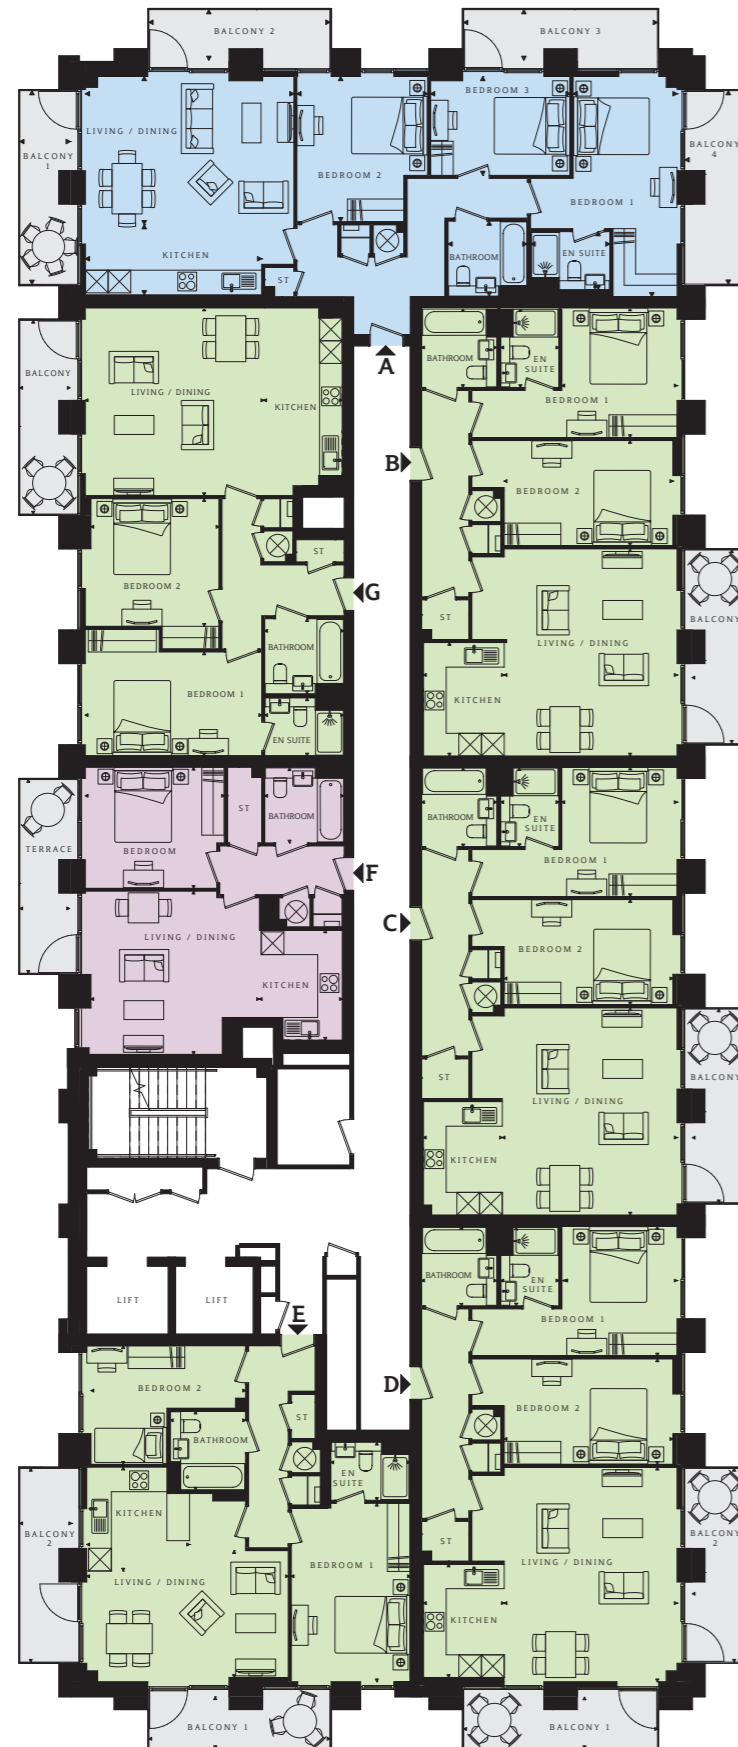 BALCONY 2
BALCONY 3
LIVING / DINING
BALCONY
1
BEDROOM 2
BEDROOM 3
BALCONY
4
BEDROOM 1
KITCHEN
ST
BATHROOM
EN SUITE
A
BALCONY
LIVING / DINING
KITCHEN
BATHROOM
EN
SUITE
BEDROOM 1
B
BEDROOM 2
ST
G
BEDROOM 2
BATHROOM
BEDROOM 1
EN SUITE
ST
LIVING / DINING
BALCONY
KITCHEN
TERRACE
BEDROOM
ST
BATHROOM
F
LIVING / DINING
KITCHEN
BATHROOM
EN
SUITE
BEDROOM 1
C
BEDROOM 2
ST
LIVING / DINING
BALCONY
KITCHEN
LIFT
LIFT
E
BATHROOM
EN
SUITE
BEDROOM 1
D
BEDROOM 2
BEDROOM 2
ST
BATHROOM
EN
SUITE
KITCHEN
BALCONY
2
LIVING / DINING
BEDROOM 1
BALCONY 1
ST
LIVING / DINING
BALCONY
2
KITCHEN
BALCONY 1